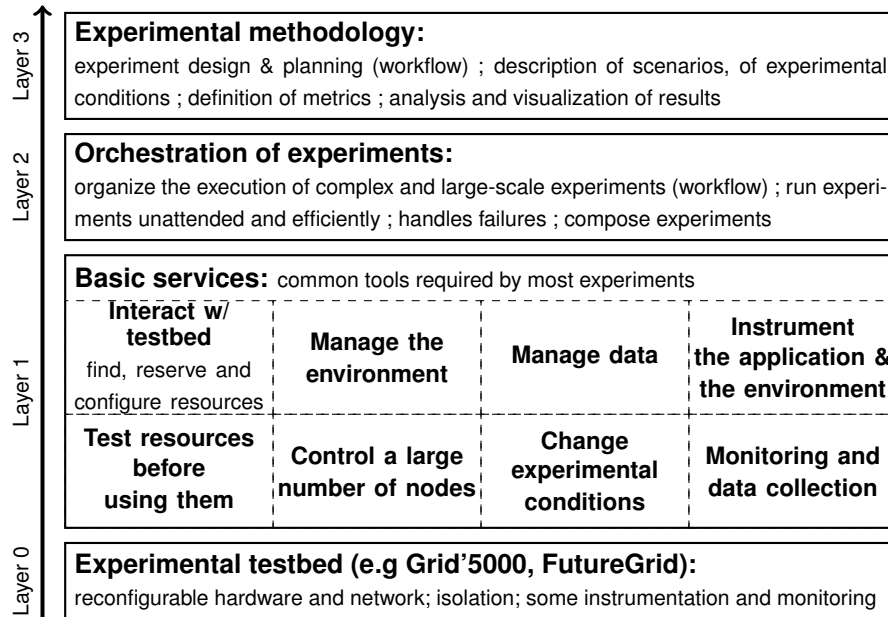 Layer 3
Experimental methodology:
experiment design & planning (workflow) ; description of scenarios, of experimental
conditions ; definition of metrics ; analysis and visualization of results
Layer 2
Orchestration of experiments:
organize the execution of complex and large-scale experiments (workflow) ; run experi-
ments unattended and efficiently ; handles failures ; compose experiments
Layer 1
Basic services: common tools required by most experiments
Interact w/
testbed
find, reserve and
configure resources
Manage the
environment
Manage data
Instrument
the application &
the environment
Test resources
before
using them
Control a large
number of nodes
Change
experimental
conditions
Monitoring and
data collection
Layer 0
Experimental testbed (e.g Grid'5000, FutureGrid):
reconfigurable hardware and network; isolation; some instrumentation and monitoring